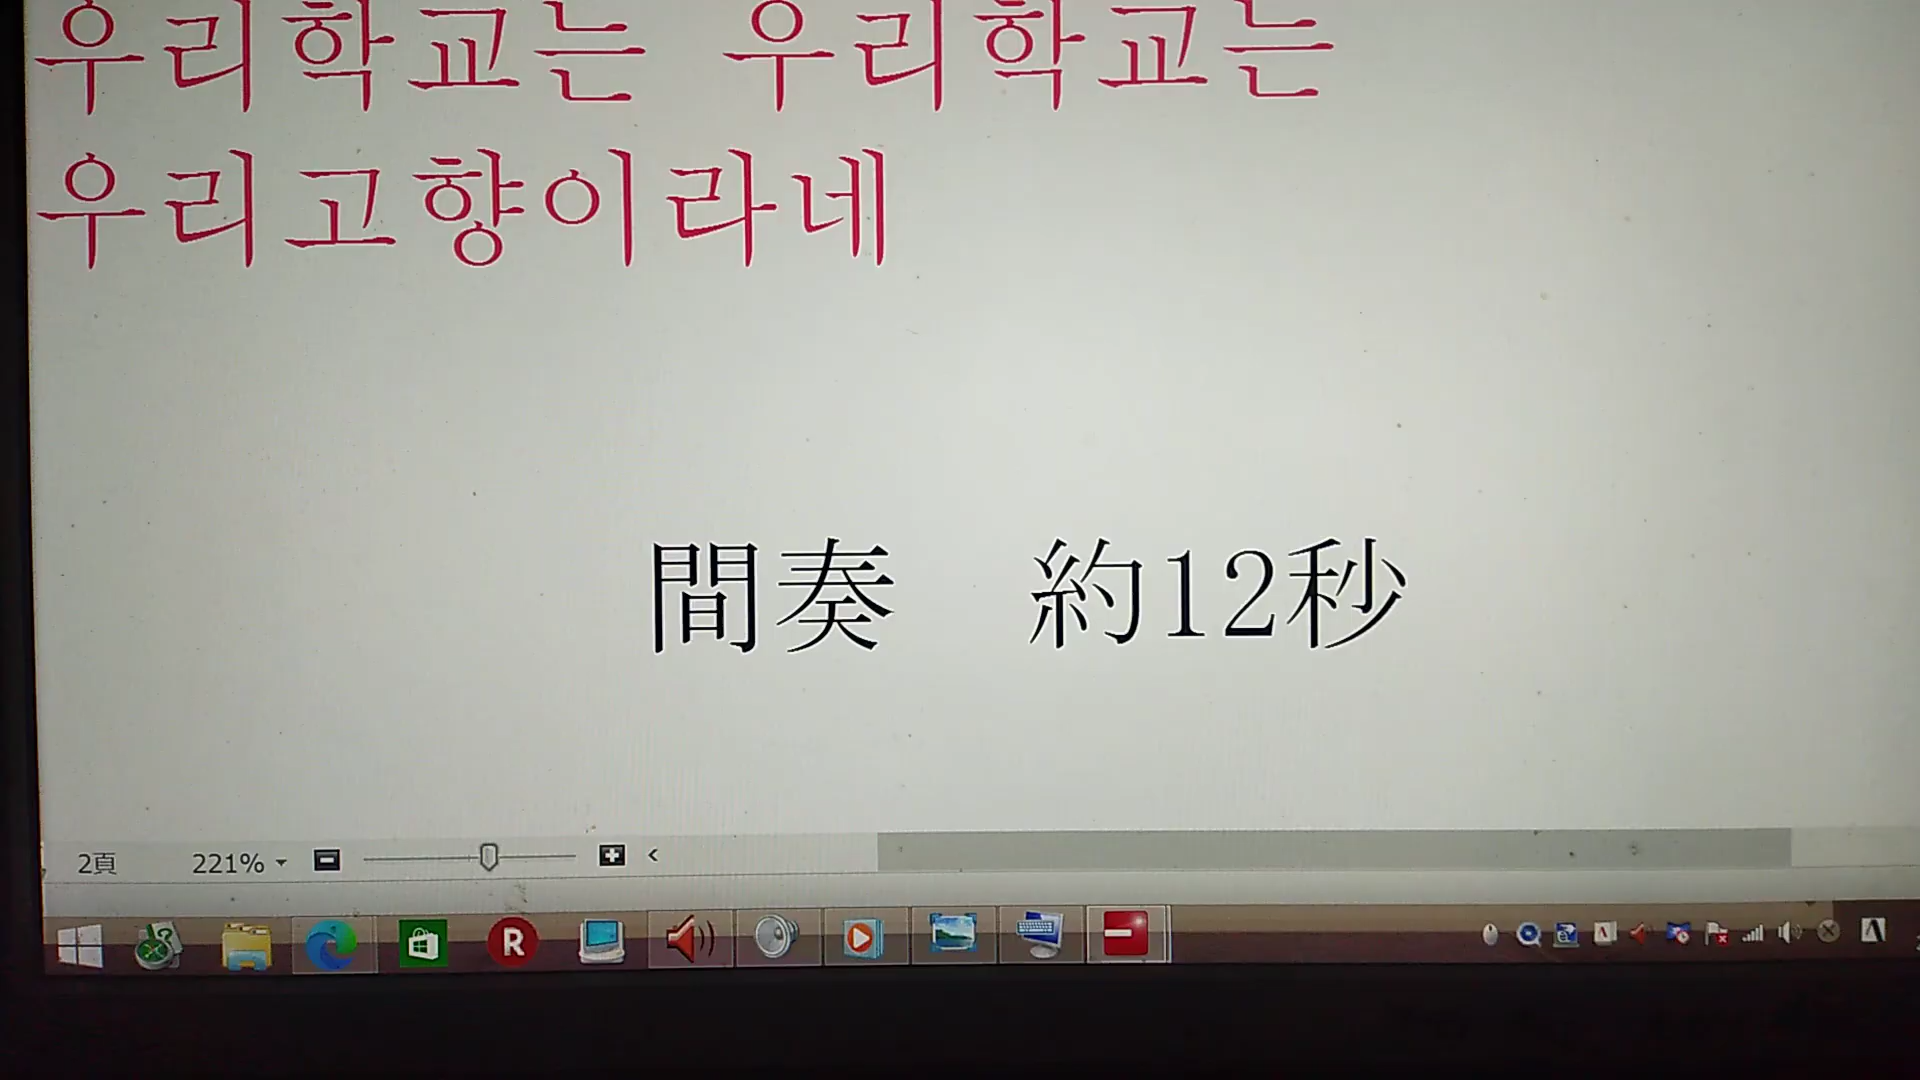 우리학교는 우리학교는
우리고향이라네
間奏　約12秒
2頁 221%
R